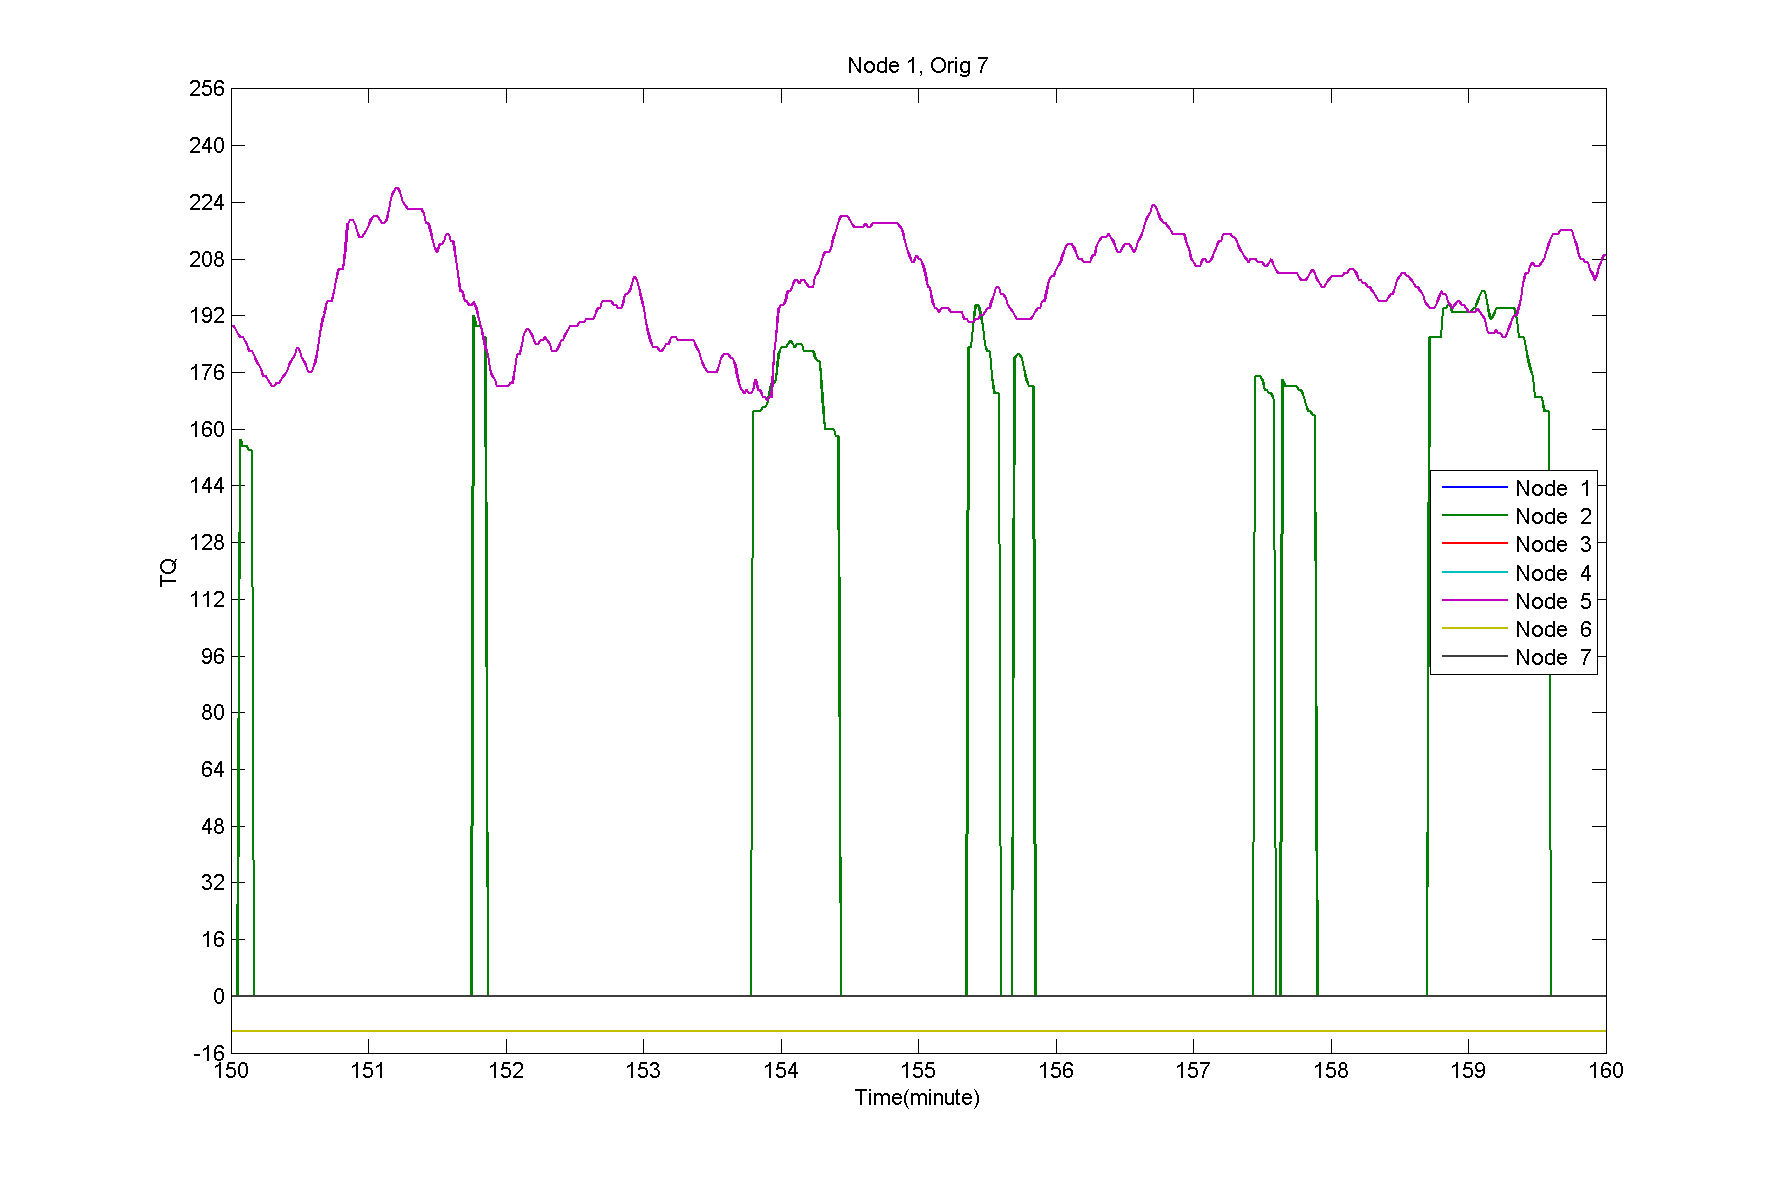 Node 1, Orig 7
256
240
224
208
192
176
160
144
128
112
96
80
64
48
32
16
0
-16
TQ
Node 1
Node 2
Node 3
Node 4
Node 5
Node 6
Node 7
150 151 152 153 154 155 156 157 158 159 160
Time(minute)